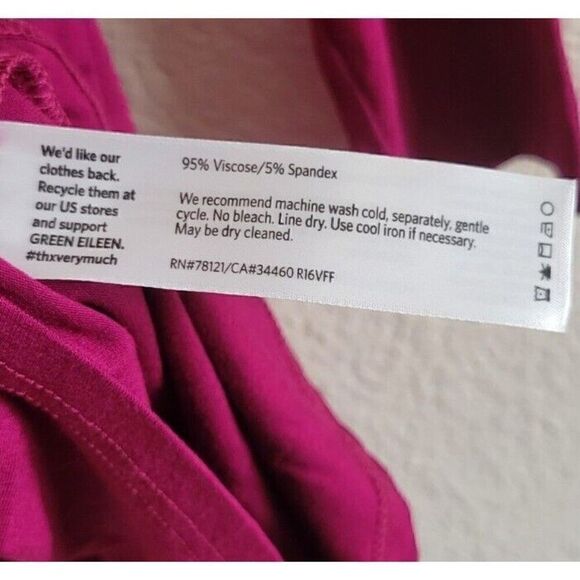 We'd like our
clothes back.
Recycle them at
our US stores
and support
GREEN EILEEN.
#thxverymuch
95% Viscose/5% Spandex
We recommend machine wash cold, separately, gentle
cycle. No bleach. Line dry. Use cool iron if necessary.
May be dry cleaned.
RN#78121/CA#34460 R16VFF